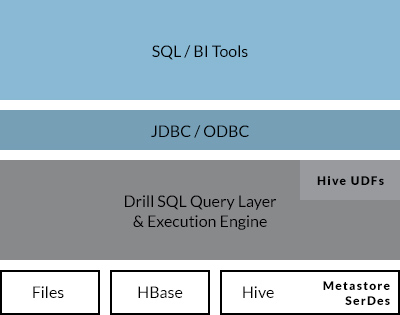 SQL / BI Tools
JDBC / ODBC
Hive UDFs
Drill SQL Query Layer
& Execution Engine
Files
HBase
Hive
Metastore
SerDes